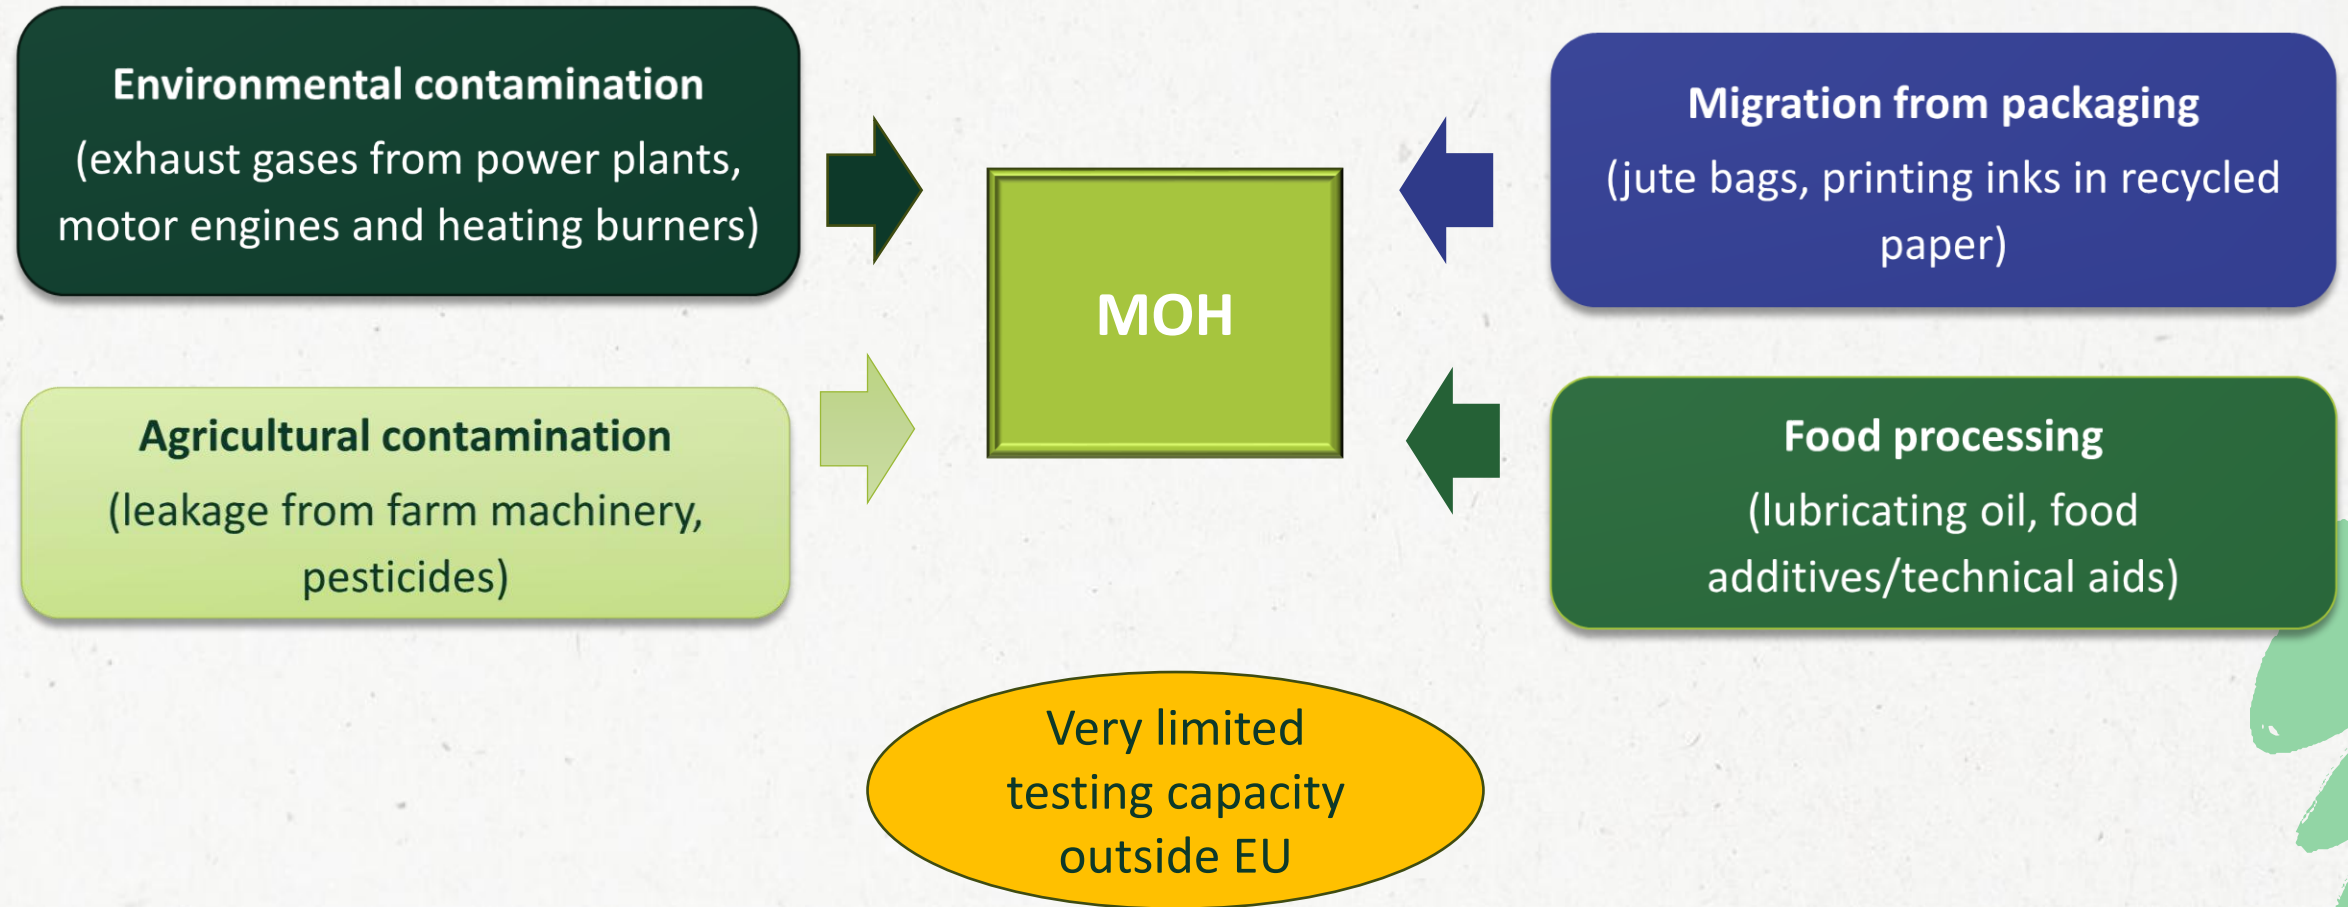 Environmental contamination
(exhaust gases from power plants,
motor engines and heating burners)
Agricultural contamination
(leakage from farm machinery,
pesticides)
MOH
Migration from packaging
(jute bags, printing inks in recycled
paper)
Food processing
(lubricating oil, food
additives/technical aids)
Very limited
testing capacity
outside EU